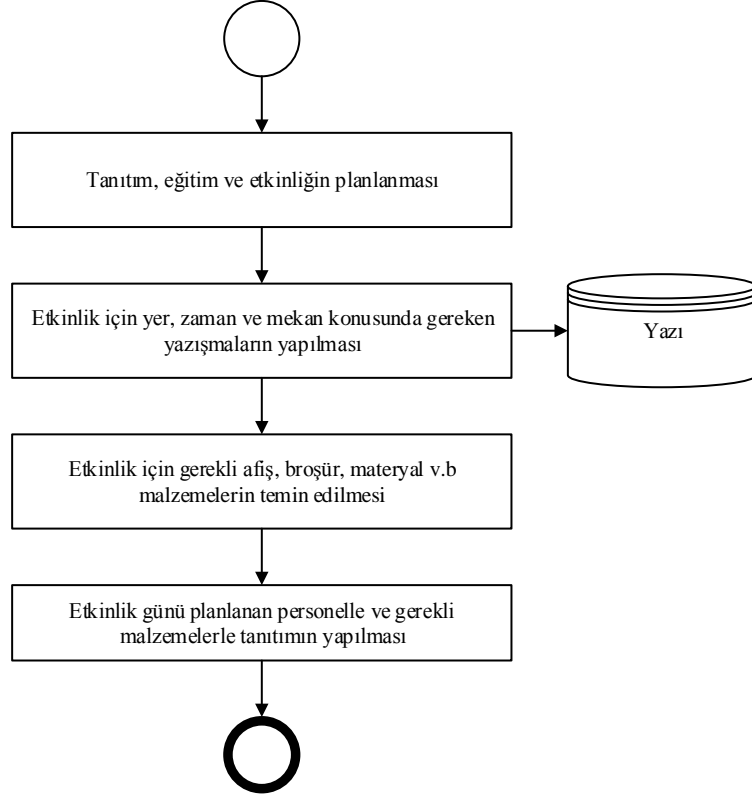 Tanıtım, eğitim ve etkinliğin planlanması
Etkinlik için yer, zaman ve mekan konusunda gereken
yazışmaların yapılması
Yazı
Etkinlik için gerekli afiş, broşür, materyal v.b
malzemelerin temin edilmesi
Etkinlik günü planlanan personelle ve gerekli
malzemelerle tanıtımın yapılması